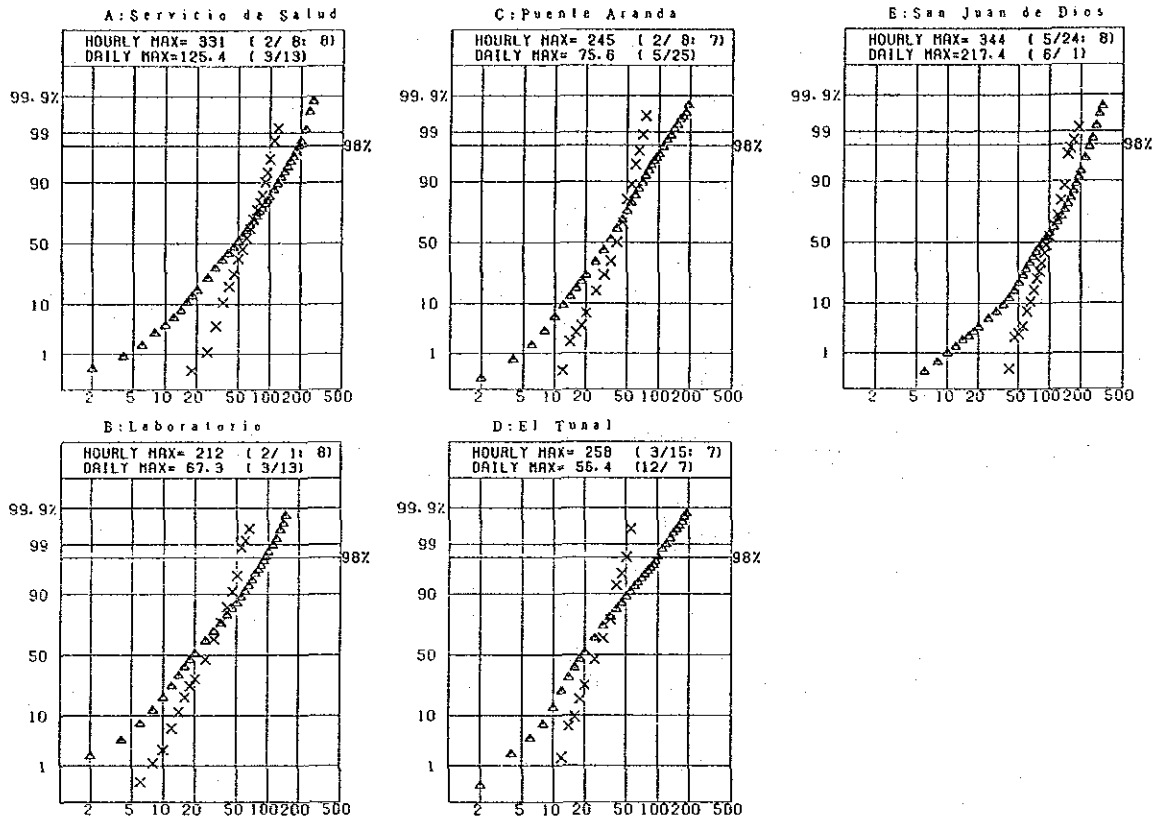 A:Servicio de Salud
HOURLY MAX= 331 ( 2/ 8: 8)
DAILY MAX=125.4 ( 3/13)
99.9%
99
98%
90
50
10
1
2 5 10 20 50 100 200 500
C:Puente Aranda
HOURLY MAX= 245 ( 2/ 8: 7)
DAILY MAX= 75.6 ( 5/25)
99.9%
99
98%
90
50
10
1
2 5 10 20 50 100 200 500
E:San Juan de Dios
HOURLY MAX= 344 ( 5/24: 8)
DAILY MAX=217.4 ( 6/ 1)
99.9%
99
98%
90
50
10
1
2 5 10 20 50 100 200 500
B:Laboratorio
HOURLY MAX= 212 ( 2/ 1: 8)
DAILY MAX= 67.3 ( 3/13)
99.9%
99
98%
90
50
10
1
2 5 10 20 50 100 200 500
D:El Tunal
HOURLY MAX= 258 ( 3/15: 7)
DAILY MAX= 56.4 (12/ 7)
99.9%
99
98%
90
50
10
1
2 5 10 20 50 100 200 500